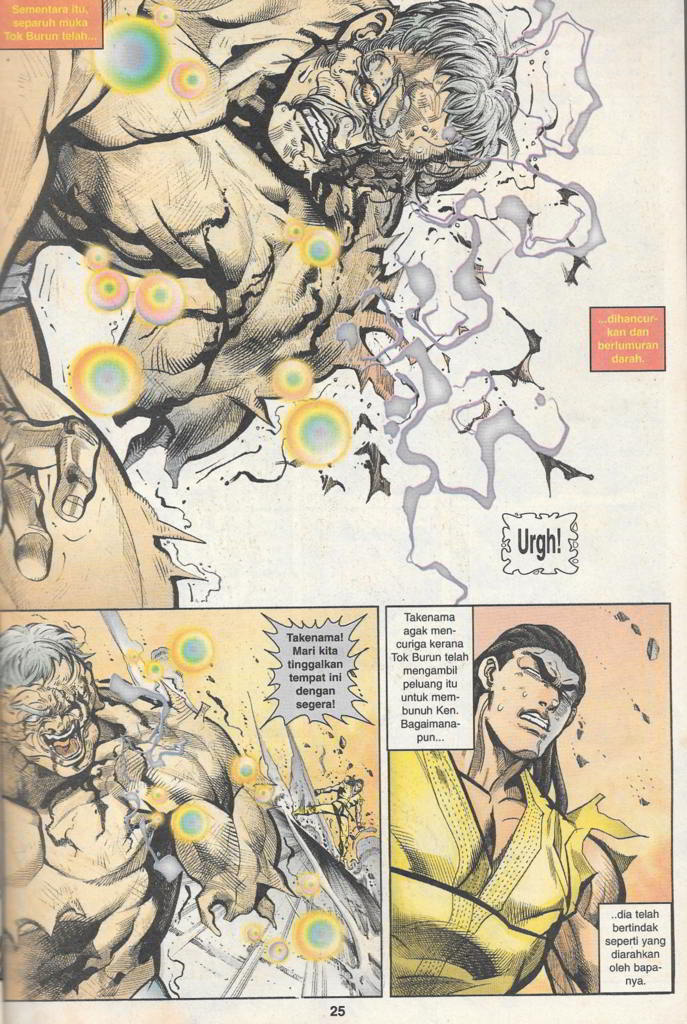 Sementara itu,
separuh muka
Tok Burun telah...
...dihancur-
kan dan
berlumuran
darah.
Urgh!
Takenama!
Mari kita
tinggalkan
tempat ini
dengan
segera!
Takenama
agak men-
curiga kerana
Tok Burun telah
mengambil
peluang itu
untuk mem-
bunuh Ken.
Bagaimana-
pun...
..dia telah
bertindak
seperti yang
diarahkan
oleh bapa-
nya.
25